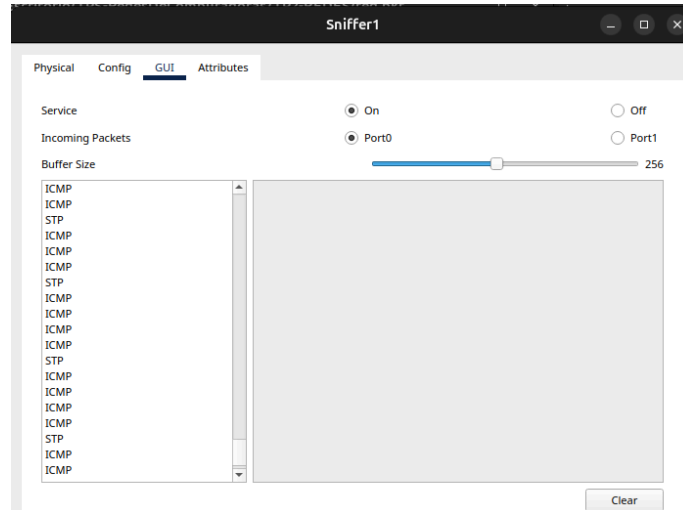 Sniffer1
Physical Config GUI Attributes
Service On Off
Incoming Packets Port0 Port1
Buffer Size 256
ICMP
ICMP
STP
ICMP
ICMP
ICMP
STP
ICMP
ICMP
ICMP
ICMP
STP
ICMP
ICMP
ICMP
ICMP
STP
ICMP
ICMP
Clear